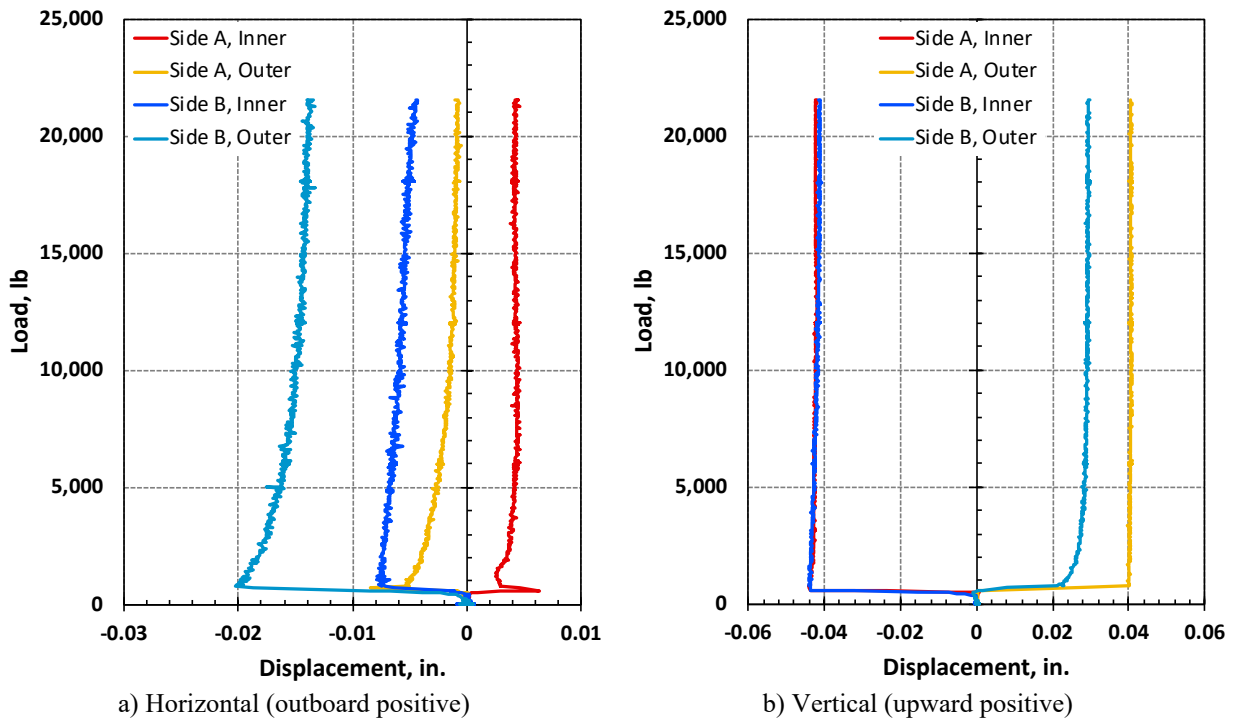 25,000
20,000
15,000
10,000
5,000
0
Load, lb
Side A, Inner
Side A, Outer
Side B, Inner
Side B, Outer
-0.03 -0.02 -0.01 0 0.01
Displacement, in.
a) Horizontal (outboard positive)
25,000
20,000
15,000
10,000
5,000
0
Load, lb
Side A, Inner
Side A, Outer
Side B, Inner
Side B, Outer
-0.06 -0.04 -0.02 0 0.02 0.04 0.06
Displacement, in.
b) Vertical (upward positive)